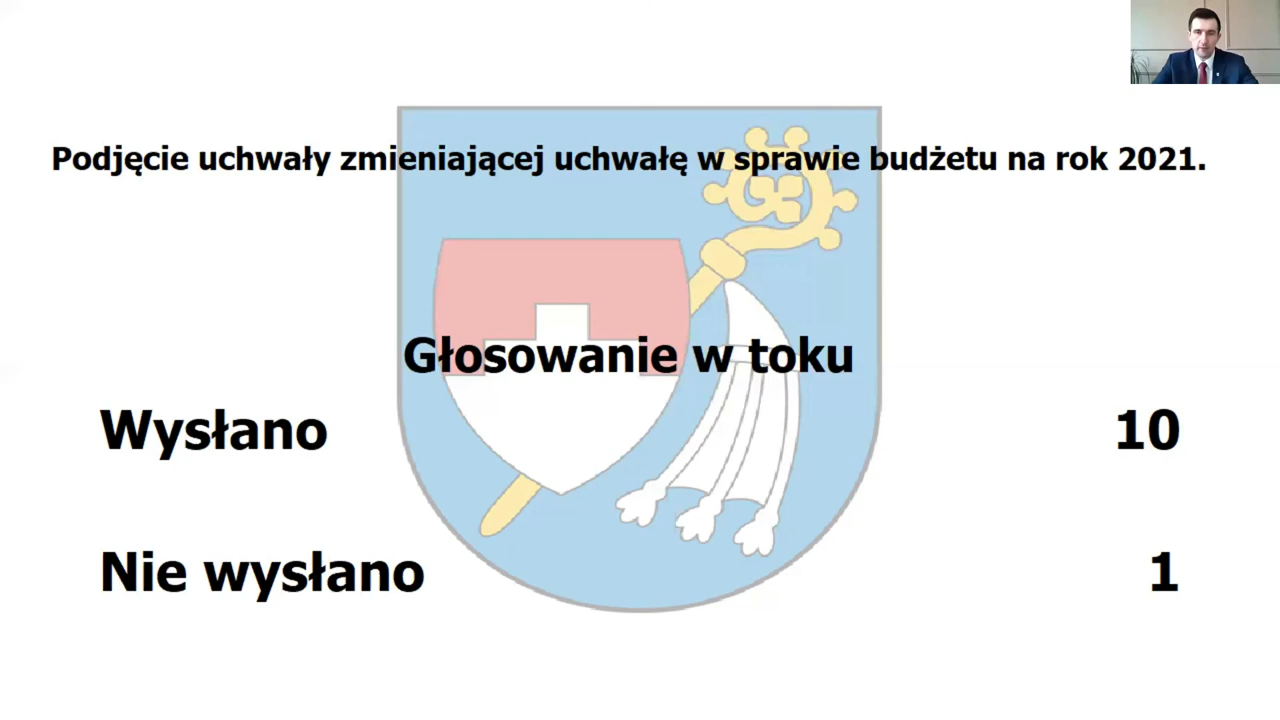 Podjęcie uchwały zmieniającej uchwałę w sprawie budżetu na rok 2021.
Głosowanie w toku
Wysłano 10
Nie wysłano 1